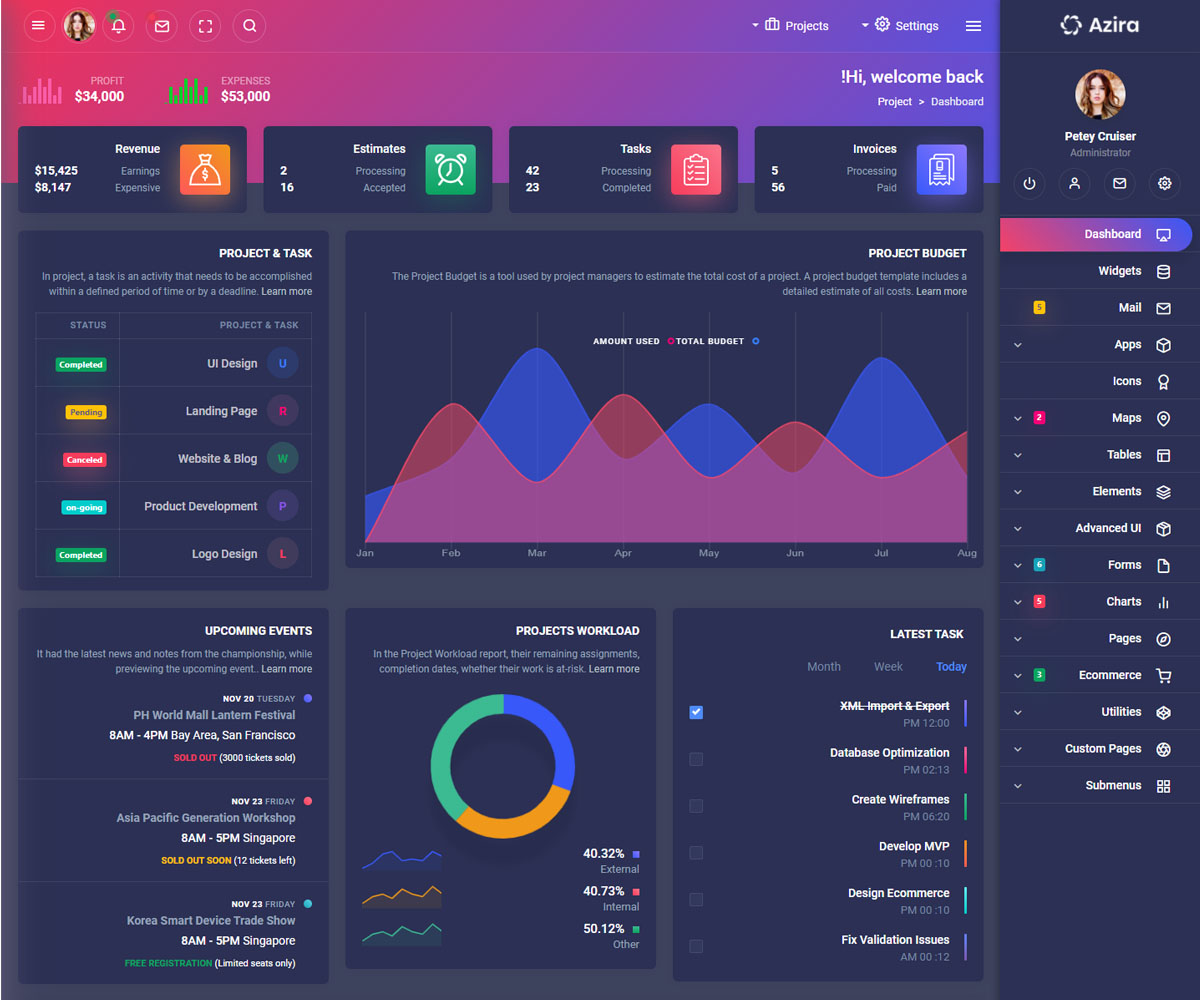 Projects
Settings
Azira
PROFIT
$34,000
EXPENSES
$53,000
!Hi, welcome back
Project > Dashboard
Petey Cruiser
Administrator
Revenue
$15,425 Earnings
$8,147 Expensive
Estimates
2 Processing
16 Accepted
Tasks
42 Processing
23 Completed
Invoices
5 Processing
56 Paid
Dashboard
Widgets
5 Mail
Apps
Icons
2 Maps
Tables
Elements
Advanced UI
6 Forms
5 Charts
Pages
3 Ecommerce
Utilities
Custom Pages
Submenus
PROJECT & TASK
In project, a task is an activity that needs to be accomplished
within a defined period of time or by a deadline. Learn more
STATUS PROJECT & TASK
Completed UI Design U
Pending Landing Page R
Canceled Website & Blog W
on-going Product Development P
Completed Logo Design L
PROJECT BUDGET
The Project Budget is a tool used by project managers to estimate the total cost of a project. A project budget template includes a
detailed estimate of all costs. Learn more
AMOUNT USED TOTAL BUDGET
Jan Feb Mar Apr May Jun Jul Aug
UPCOMING EVENTS
It had the latest news and notes from the championship, while
previewing the upcoming event.. Learn more
NOV 20 TUESDAY
PH World Mall Lantern Festival
8AM - 4PM Bay Area, San Francisco
SOLD OUT (3000 tickets sold)
NOV 23 FRIDAY
Asia Pacific Generation Workshop
8AM - 5PM Singapore
SOLD OUT SOON (12 tickets left)
NOV 23 FRIDAY
Korea Smart Device Trade Show
8AM - 5PM Singapore
FREE REGISTRATION (Limited seats only)
PROJECTS WORKLOAD
In the Project Workload report, their remaining assignments,
completion dates, whether their work is at-risk. Learn more
40.32%
External
40.73%
Internal
50.12%
Other
LATEST TASK
Month Week Today
XML Import & Export
PM 12:00
Database Optimization
PM 02:13
Create Wireframes
PM 06:20
Develop MVP
PM 00 :10
Design Ecommerce
PM 00 :10
Fix Validation Issues
AM 00 :12